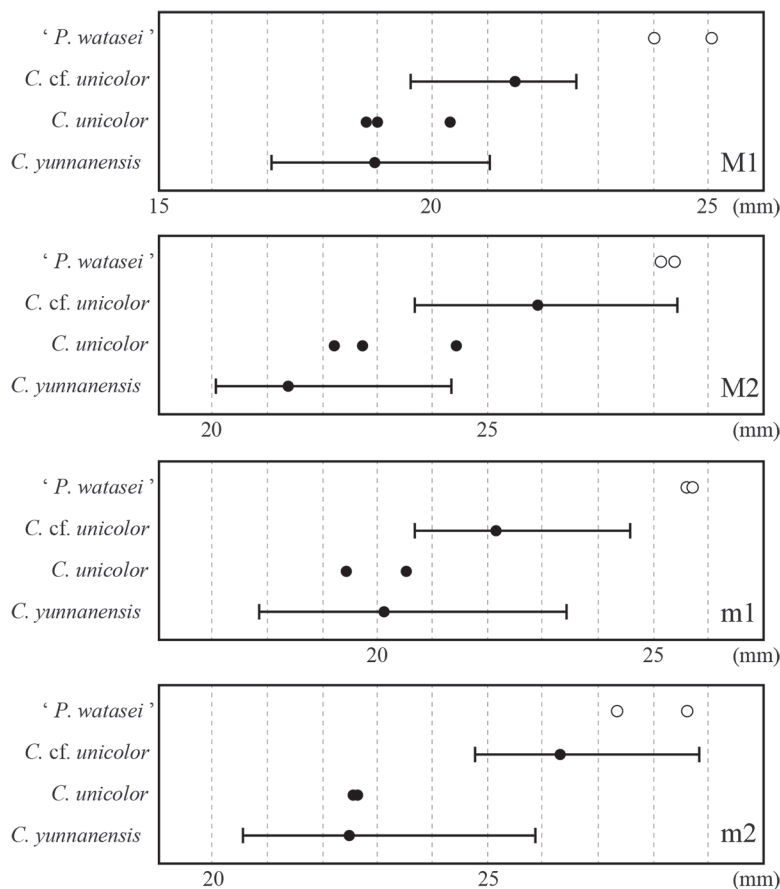 ‘ P. watasei ’
C. cf. unicolor
C. unicolor
C. yunnanensis
M1
15 20 25 (mm)
‘ P. watasei ’
C. cf. unicolor
C. unicolor
C. yunnanensis
M2
20 25 (mm)
‘ P. watasei ’
C. cf. unicolor
C. unicolor
C. yunnanensis
m1
20 25 (mm)
‘ P. watasei ’
C. cf. unicolor
C. unicolor
C. yunnanensis
m2
20 25 (mm)